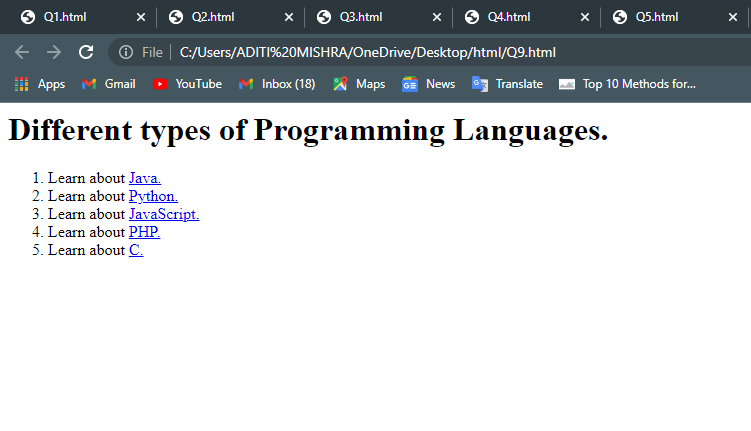 Q1.html Q2.html Q3.html Q4.html Q5.html
File C:/Users/ADITI%20MISHRA/OneDrive/Desktop/html/Q9.html
Apps Gmail YouTube Inbox (18) Maps News Translate Top 10 Methods for...
Different types of Programming Languages.
1. Learn about Java.
2. Learn about Python.
3. Learn about JavaScript.
4. Learn about PHP.
5. Learn about C.